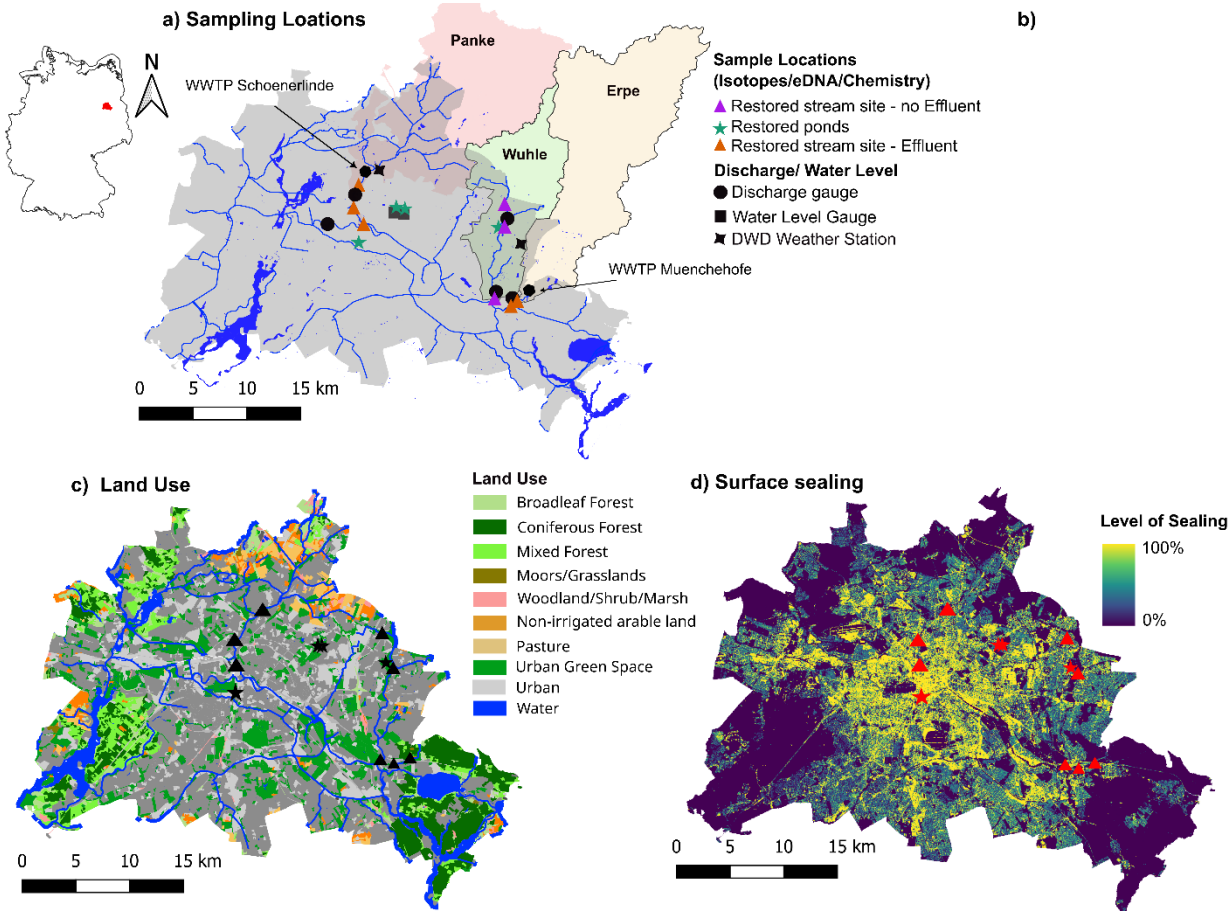 a) Sampling Loations
b)
Panke
N
WWTP Schoenerlinde
Erpe
Wuhle
Sample Locations
(Isotopes/eDNA/Chemistry)
Restored stream site - no Effluent
Restored ponds
Restored stream site - Effluent
Discharge/ Water Level
Discharge gauge
Water Level Gauge
DWD Weather Station
WWTP Muenchehofe
0 5 10 15 km
c) Land Use
Land Use
Broadleaf Forest
Coniferous Forest
Mixed Forest
Moors/Grasslands
Woodland/Shrub/Marsh
Non-irrigated arable land
Pasture
Urban Green Space
Urban
Water
0 5 10 15 km
d) Surface sealing
Level of Sealing
100%
0%
0 5 10 15 km